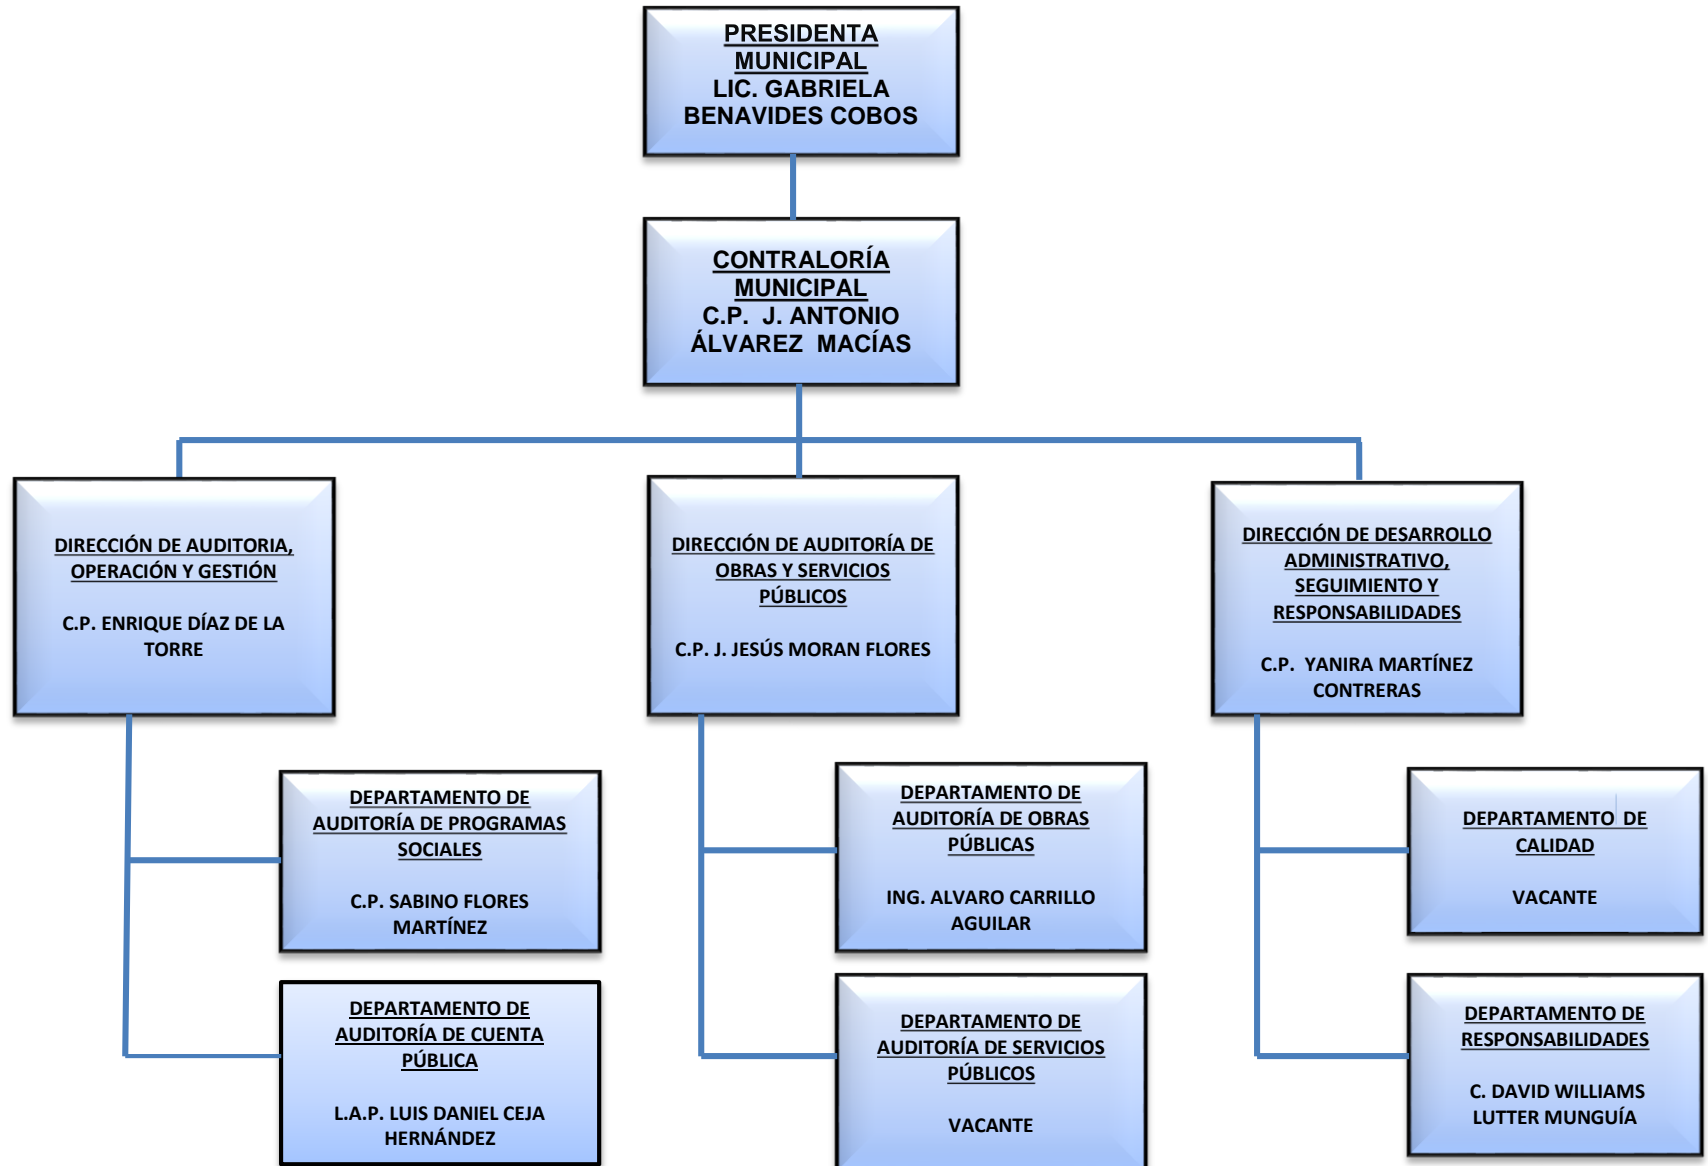 PRESIDENTA
MUNICIPAL
LIC. GABRIELA
BENAVIDES COBOS
CONTRALORÍA
MUNICIPAL
C.P. J. ANTONIO
ÁLVAREZ MACÍAS
DIRECCIÓN DE AUDITORIA,
OPERACIÓN Y GESTIÓN
C.P. ENRIQUE DÍAZ DE LA
TORRE
DIRECCIÓN DE AUDITORÍA DE
OBRAS Y SERVICIOS
PÚBLICOS
C.P. J. JESÚS MORAN FLORES
DIRECCIÓN DE DESARROLLO
ADMINISTRATIVO,
SEGUIMIENTO Y
RESPONSABILIDADES
C.P. YANIRA MARTÍNEZ
CONTRERAS
DEPARTAMENTO DE
AUDITORÍA DE PROGRAMAS
SOCIALES
C.P. SABINO FLORES
MARTÍNEZ
DEPARTAMENTO DE
AUDITORÍA DE OBRAS
PÚBLICAS
ING. ALVARO CARRILLO
AGUILAR
DEPARTAMENTO DE
CALIDAD
VACANTE
DEPARTAMENTO DE
AUDITORÍA DE CUENTA
PÚBLICA
L.A.P. LUIS DANIEL CEJA
HERNÁNDEZ
DEPARTAMENTO DE
AUDITORÍA DE SERVICIOS
PÚBLICOS
VACANTE
DEPARTAMENTO DE
RESPONSABILIDADES
C. DAVID WILLIAMS
LUTTER MUNGUÍA